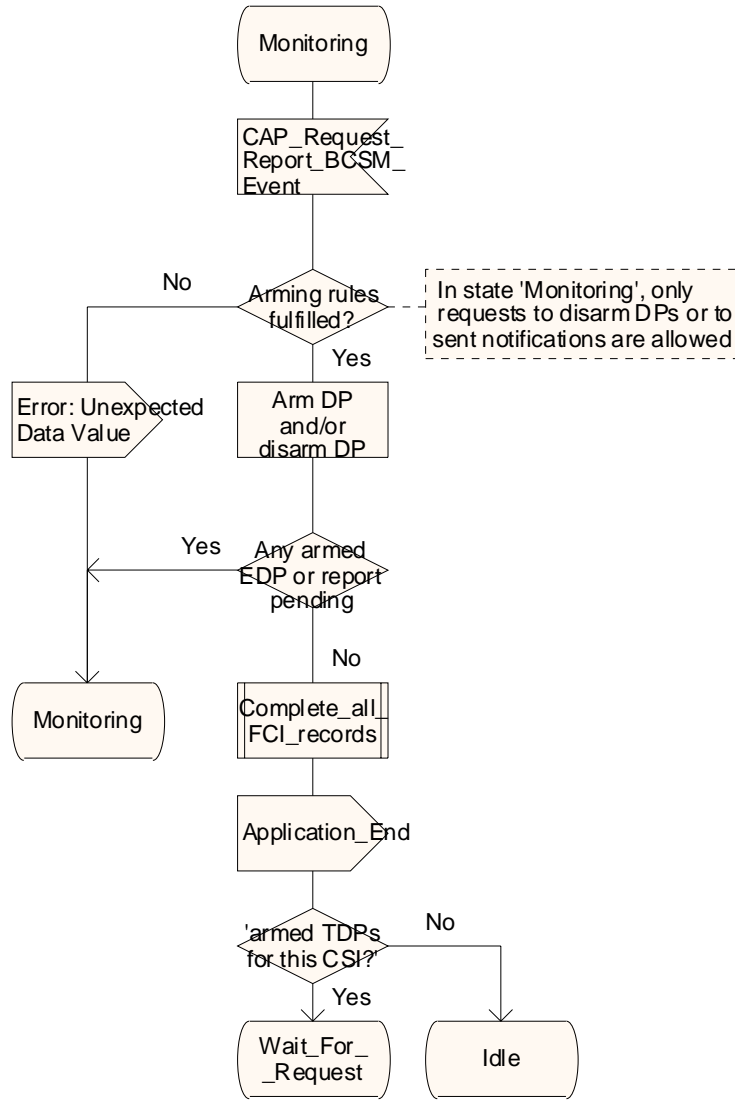 Monitoring
CAP_Request_
Report_BCSM_
Event
No
Arming rules
fulfilled?
In state 'Monitoring', only
requests to disarm DPs or to
sent notifications are allowed
Yes
Error: Unexpected
Data Value
Arm DP
and/or
disarm DP
Yes
Any armed
EDP or report
pending
No
Monitoring
Complete_all_
FCI_records
Application_End
'armed TDPs
for this CSI?'
No
Yes
Wait_For_
_Request
Idle